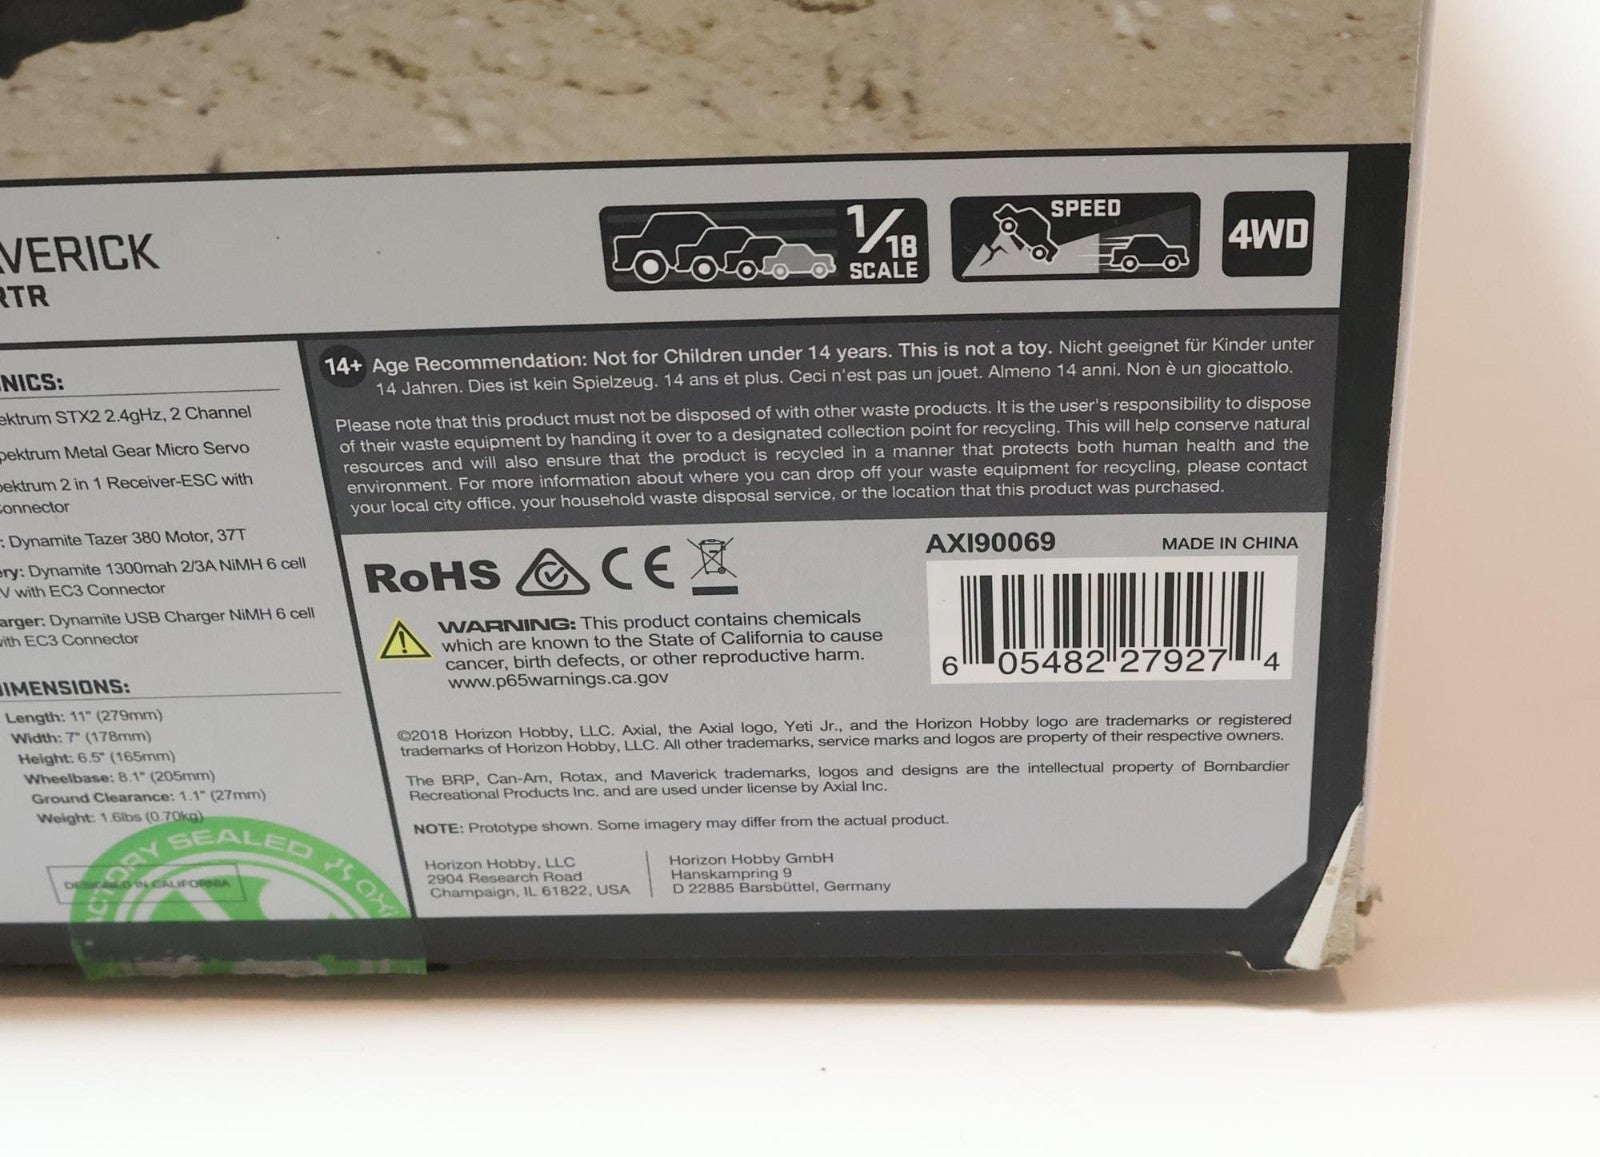 VERICK
RTR
1/18
SCALE
SPEED
4WD
NICS:
ektrum STX2 2.4gHz, 2 Channel
pektrum Metal Gear Micro Servo
ektrum 2 in 1 Receiver-ESC with
onnector
: Dynamite Tazer 380 Motor, 37T
ery: Dynamite 1300mah 2/3A NiMH 6 cell
V with EC3 Connector
arger: Dynamite USB Charger NiMH 6 cell
ith EC3 Connector
DIMENSIONS:
Length: 11" (279mm)
Width: 7" (178mm)
Height: 6.5" (165mm)
Wheelbase: 8.1" (205mm)
Ground Clearance: 1.1" (27mm)
Weight: 1.6lbs (0.70kg)
FACTORY SEALED
DESIGNED IN CALIFORNIA
14+ Age Recommendation: Not for Children under 14 years. This is not a toy. Nicht geeignet für Kinder unter
14 Jahren. Dies ist kein Spielzeug. 14 ans et plus. Ceci n'est pas un jouet. Almeno 14 anni. Non è un giocattolo.
Please note that this product must not be disposed of with other waste products. It is the user's responsibility to dispose
of their waste equipment by handing it over to a designated collection point for recycling. This will help conserve natural
resources and will also ensure that the product is recycled in a manner that protects both human health and the
environment. For more information about where you can drop off your waste equipment for recycling, please contact
your local city office, your household waste disposal service, or the location that this product was purchased.
RoHS CE
WARNING: This product contains chemicals
which are known to the State of California to cause
cancer, birth defects, or other reproductive harm.
www.p65warnings.ca.gov
AXI90069 MADE IN CHINA
6 05482 27927 4
©2018 Horizon Hobby, LLC. Axial, the Axial logo, Yeti Jr., and the Horizon Hobby logo are trademarks or registered
trademarks of Horizon Hobby, LLC. All other trademarks, service marks and logos are property of their respective owners.
The BRP, Can-Am, Rotax, and Maverick trademarks, logos and designs are the intellectual property of Bombardier
Recreational Products Inc. and are used under license by Axial Inc.
NOTE: Prototype shown. Some imagery may differ from the actual product.
Horizon Hobby, LLC
2904 Research Road
Champaign, IL 61822, USA
Horizon Hobby GmbH
Hanskampring 9
D 22885 Barsbüttel, Germany